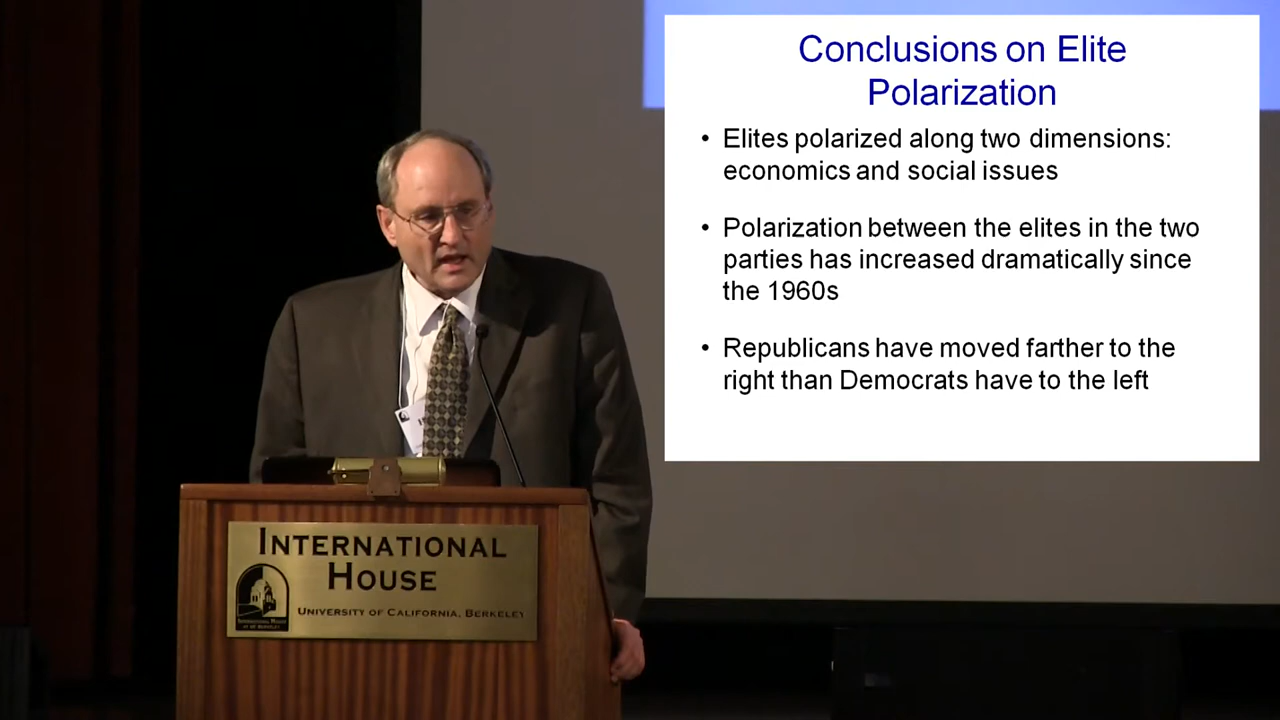 Conclusions on Elite
Polarization
• Elites polarized along two dimensions:
economics and social issues
• Polarization between the elites in the two
parties has increased dramatically since
the 1960s
• Republicans have moved farther to the
right than Democrats have to the left
INTERNATIONAL
HOUSE
UNIVERSITY OF CALIFORNIA, BERKELEY
INTERNATIONAL HOUSE